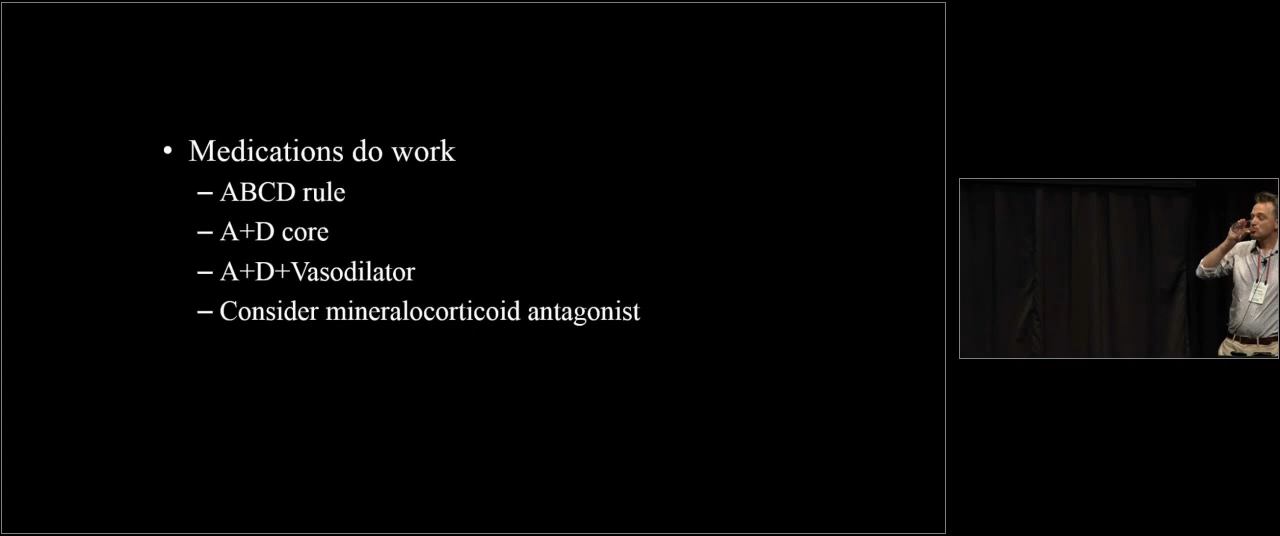 • Medications do work
– ABCD rule
– A+D core
– A+D+Vasodilator
– Consider mineralocorticoid antagonist